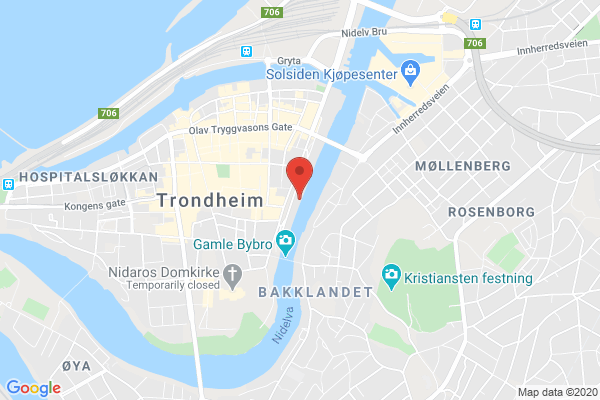 706
Nidelv Bru
706
Innherredsveien
Gryta
Solsiden Kjøpesenter
706
Olav Tryggvasons Gate
Innherredsveien
HOSPITALSLØKKAN
MØLLENBERG
Kongens gate
Trondheim
ROSENBORG
Gamle Bybro
Nidaros Domkirke
Temporarily closed
Kristiansten festning
BAKKLANDET
Nidelva
ØYA
Google
Map data ©2020